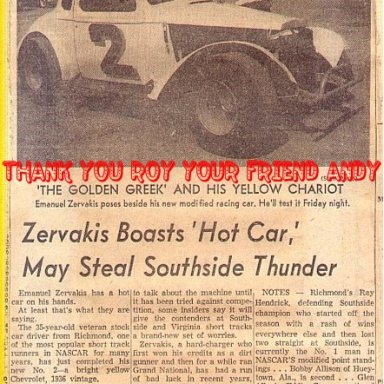 2
THANK YOU ROY YOUR FRIEND ANDY
'THE GOLDEN GREEK' AND HIS YELLOW CHARIOT
Emanuel Zervakis poses beside his new modified racing car. He'll test it Friday night.
Zervakis Boasts 'Hot Car,'
May Steal Southside Thunder
Emanuel Zervakis has a hot
car on his hands.
At least that's what they are
saying.
The 35-year-old veteran stock
car driver from Richmond, one
of the most popular short track
runners in NASCAR for many
years, has just completed his
new No. 2—a bright yellow
Chevrolet, 1936 vintage.
to talk about the machine until
it has been tried against compe-
tition, some insiders say it will
give the contenders at South-
side and Virginia short tracks
a brand-new set of worries.
Zervakis, a hard-charger who
first won his credits as a dirt
gunner and then for a while ran
Grand National, has had a run
of bad luck in recent years,
NOTES — Richmond's Ray
Hendrick, defending Southside
champion who started off the
season with a rash of wins
everywhere else and then lost
two straight at Southside, is
currently the No. 1 man in
NASCAR's modified point stand-
ings . . . Bobby Allison of Huey-
town, Ala., is second . . . Glen